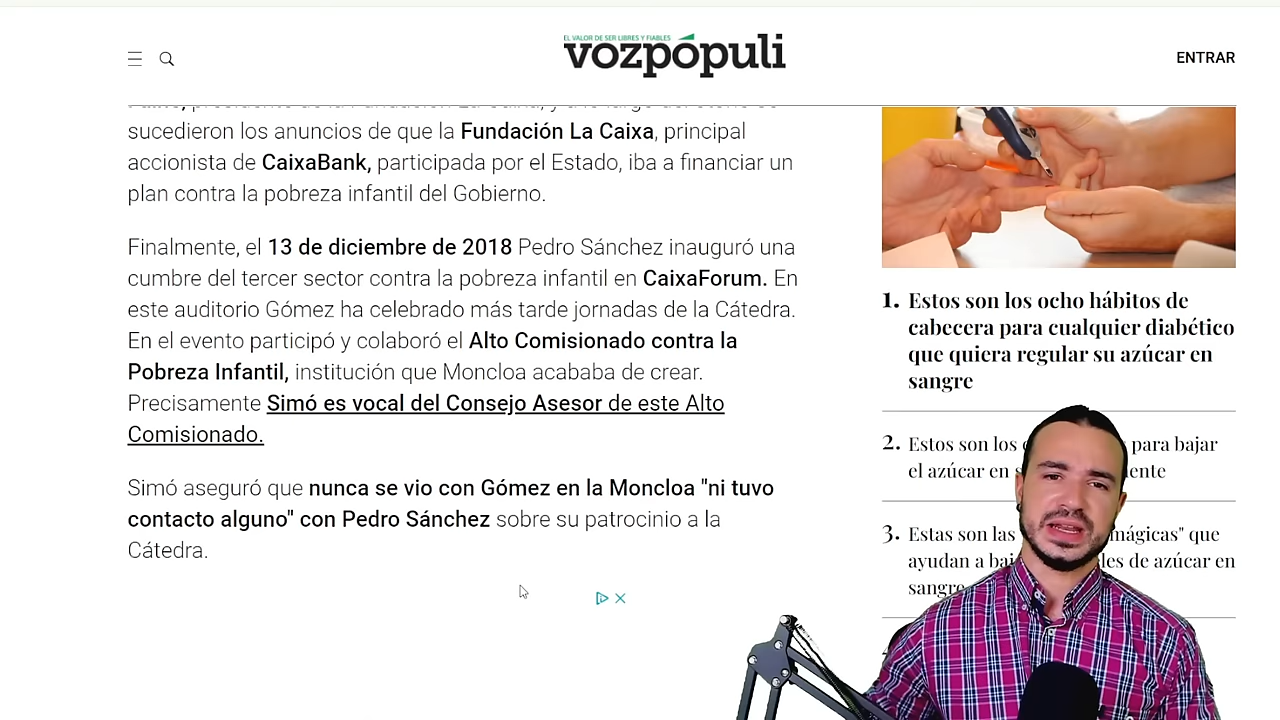 EL VALOR DE SER LIBRES Y FIABLES
vozpópuli
ENTRAR
sucedieron los anuncios de que la Fundación La Caixa, principal
accionista de CaixaBank, participada por el Estado, iba a financiar un
plan contra la pobreza infantil del Gobierno.
Finalmente, el 13 de diciembre de 2018 Pedro Sánchez inauguró una
cumbre del tercer sector contra la pobreza infantil en CaixaForum. En
este auditorio Gómez ha celebrado más tarde jornadas de la Cátedra.
En el evento participó y colaboró el Alto Comisionado contra la
Pobreza Infantil, institución que Moncloa acababa de crear.
Precisamente Simó es vocal del Consejo Asesor de este Alto
Comisionado.
Simó aseguró que nunca se vio con Gómez en la Moncloa "ni tuvo
contacto alguno" con Pedro Sánchez sobre su patrocinio a la
Cátedra.
1. Estos son los ocho hábitos de
cabecera para cualquier diabético
que quiera regular su azúcar en
sangre
2. Estos son los para bajar
el azúcar en
3. Estas son las mágicas" que
ayudan a de azúcar en
sangre